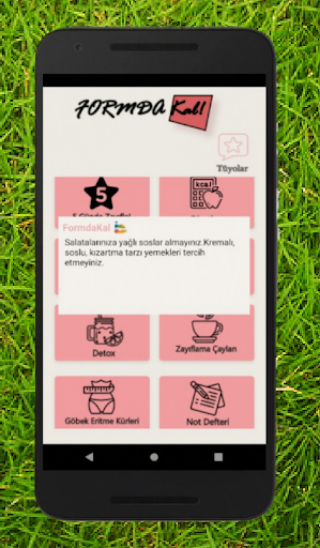 FORMDA Kal!
Tüyolar
5
kcal
FormdaKal
Salatalarınıza yağlı soslar almayınız.Kremalı,
soslu, kızartma tarzı yemekleri tercih
etmeyiniz.
Detox
Zayıflama Çayları
Göbek Eritme Kürleri
Not Defteri